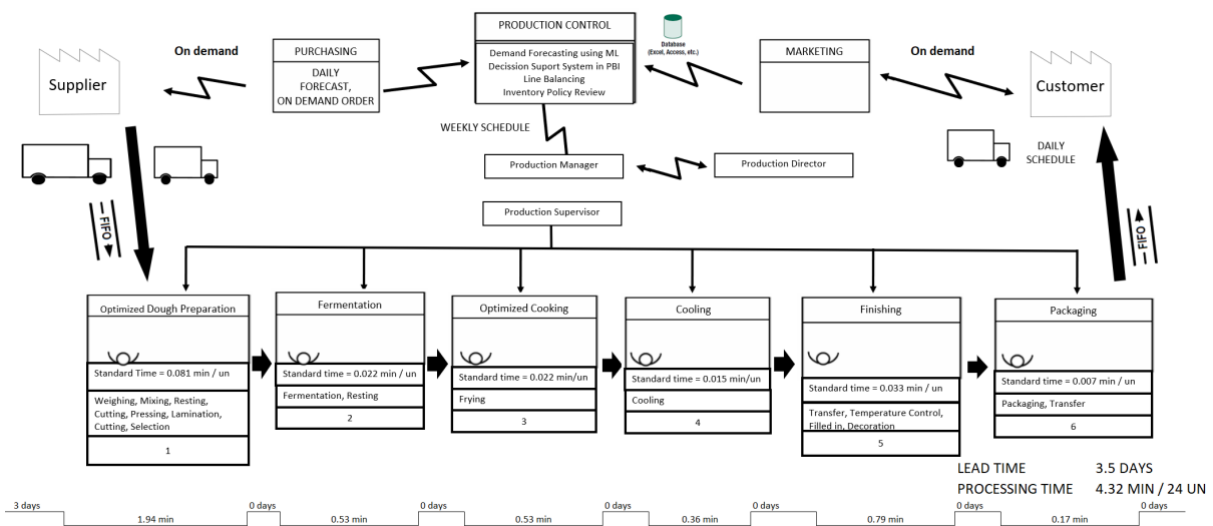 PRODUCTION CONTROL
Demand Forecasting using ML
Decission Suport System in PBI
Line Balancing
Inventory Policy Review
Database
(Excel, Access, etc.)
On demand
PURCHASING
DAILY
FORECAST,
ON DEMAND ORDER
MARKETING
On demand
Supplier
Customer
WEEKLY SCHEDULE
DAILY
SCHEDULE
Production Manager
Production Director
Production Supervisor
FIFO
FIFO
Optimized Dough Preparation
Standard Time = 0.081 min / un
Weighing, Mixing, Resting,
Cutting, Pressing, Lamination,
Cutting, Selection
1
Fermentation
Standard time = 0.022 min / un
Fermentation, Resting
2
Optimized Cooking
Standard time = 0.022 min/un
Frying
3
Cooling
Standard time = 0.015 min/un
Cooling
4
Finishing
Standard time = 0.033 min / un
Transfer, Temperature Control,
Filled in, Decoration
5
Packaging
Standard time = 0.007 min / un
Packaging, Transfer
6
LEAD TIME 3.5 DAYS
PROCESSING TIME 4.32 MIN / 24 UN
3 days 0 days 0 days 0 days 0 days 0 days 0 days
1.94 min 0.53 min 0.53 min 0.36 min 0.79 min 0.17 min